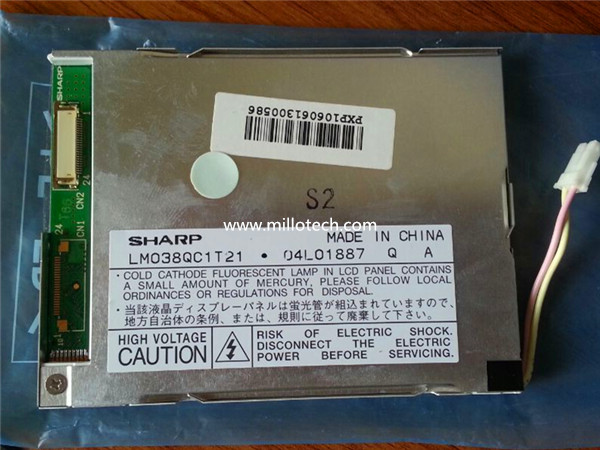 SHARP
24
CN2
CN1
24
PXP1060613005​86
S2
www.millotech.com
SHARP MADE IN CHINA
LM038QC1T21 • 04L01887 Q A
・COLD CATHODE FLUORESCENT LAMP IN LCD PANEL CONTAINS
A SMALL AMOUNT OF MERCURY, PLEASE FOLLOW LOCAL
ORDINANCES OR REGULATIONS FOR DISPOSAL.
・当該液晶ディスプレーパネルは蛍光管が組込まれていますので、
地方自治体の条例、または、規則に従って廃棄して下さい。
HIGH VOLTAGE
CAUTION
RISK OF ELECTRIC SHOCK.
DISCONNECT THE ELECTRIC
POWER BEFORE SERVICING.